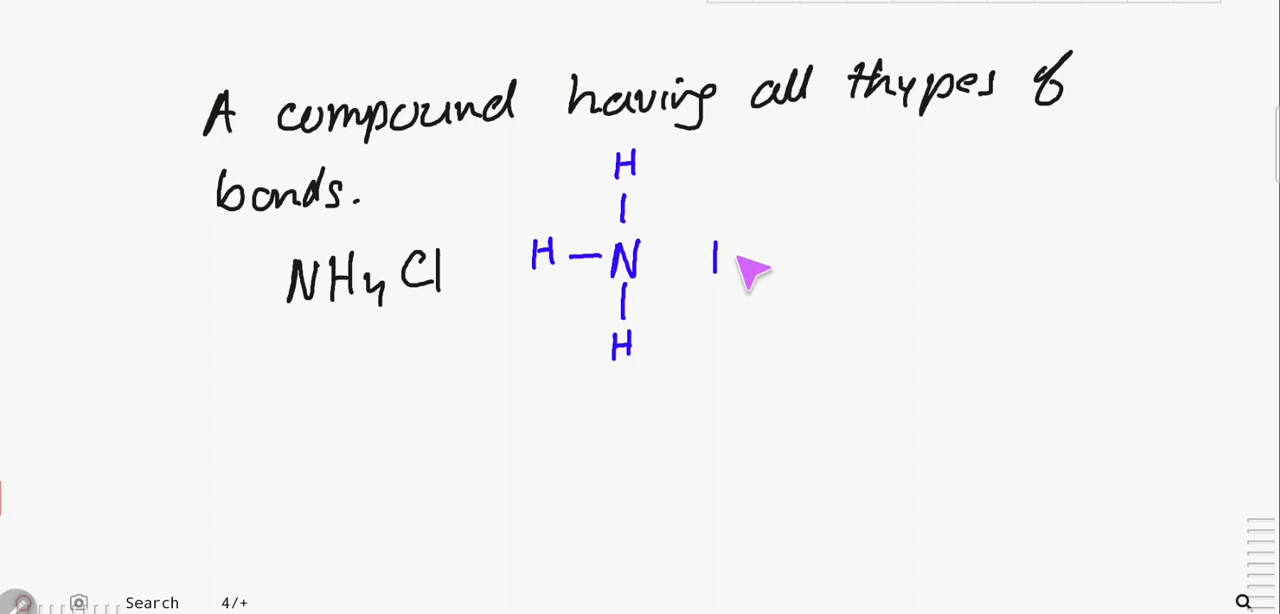 A compound having all thypes of
bonds.
H
|
NH4Cl H — N |
|
H
Search 4/+